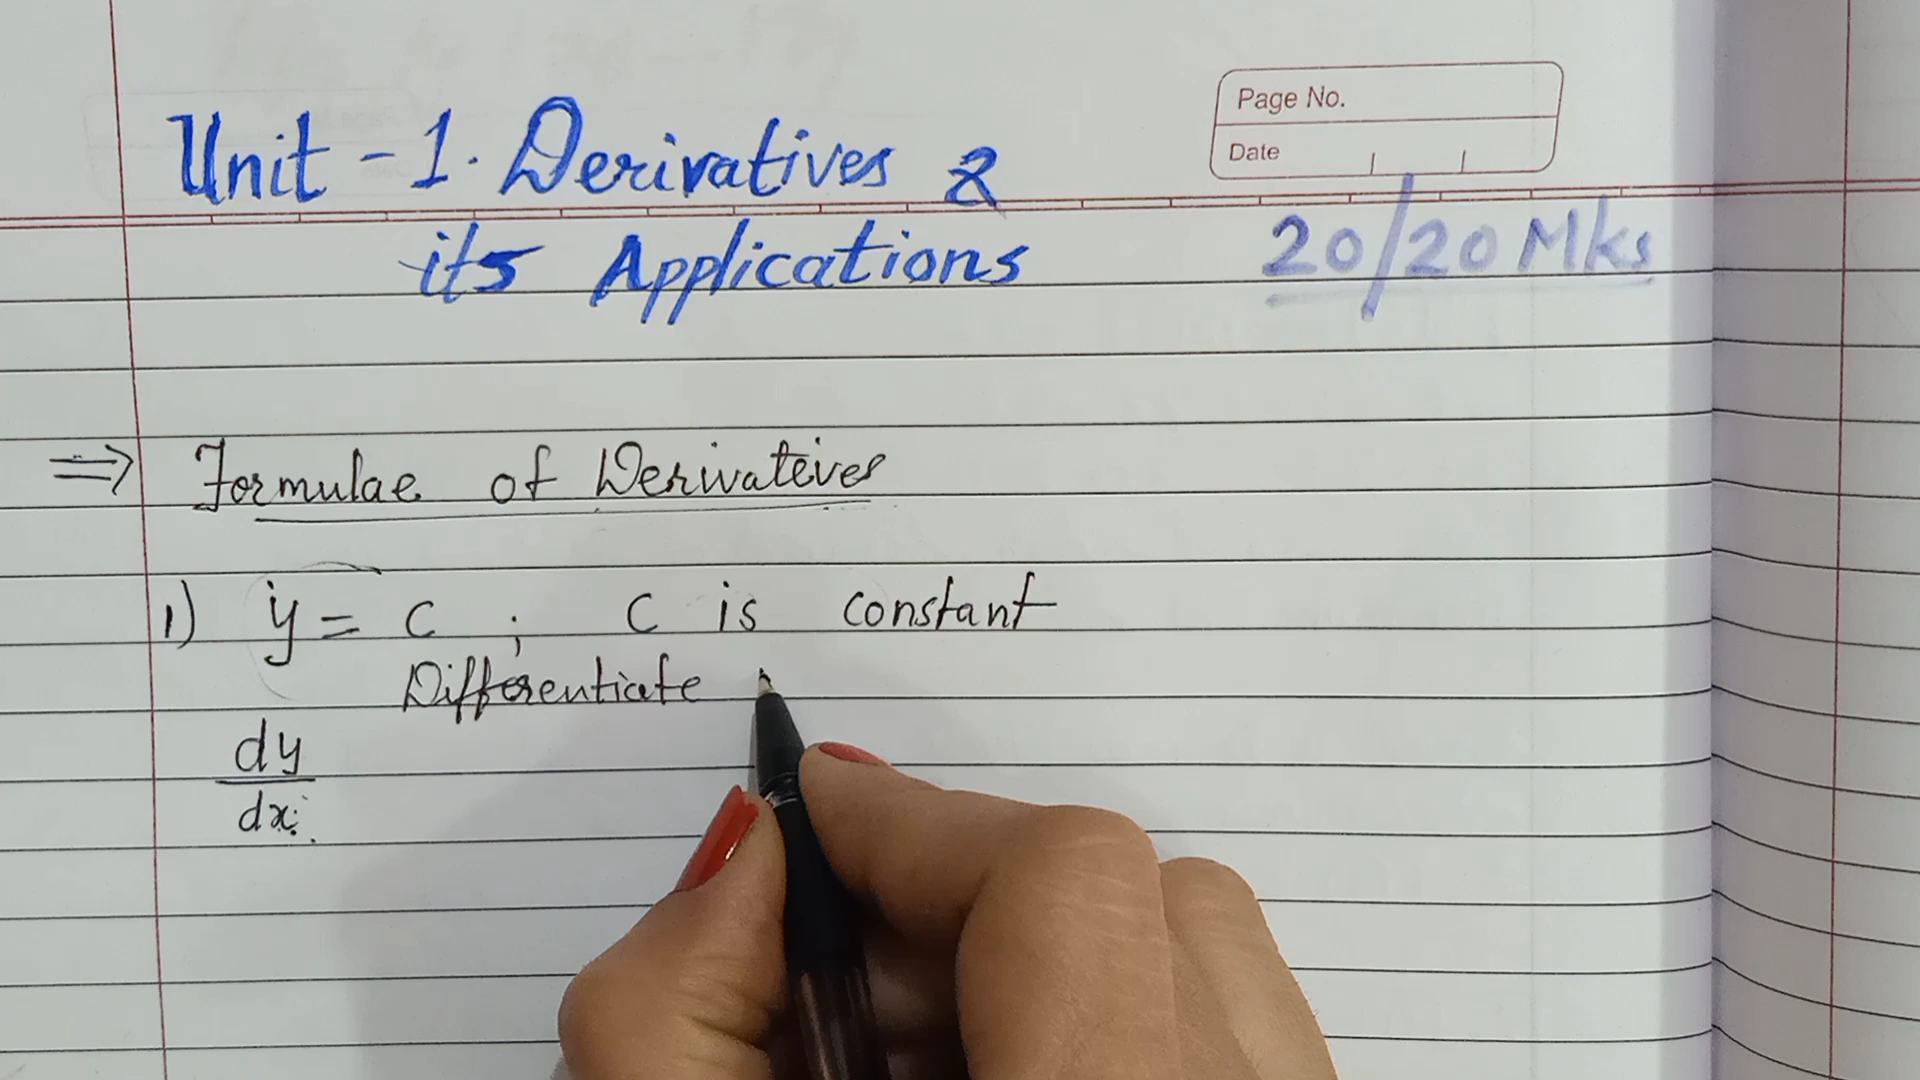 Page No.
Date
Unit - 1. Derivatives &
its Applications
20/20 Mks
⇒ Formulae of Derivatives
1) y = c ; c is constant
Differentiate
dy
dx